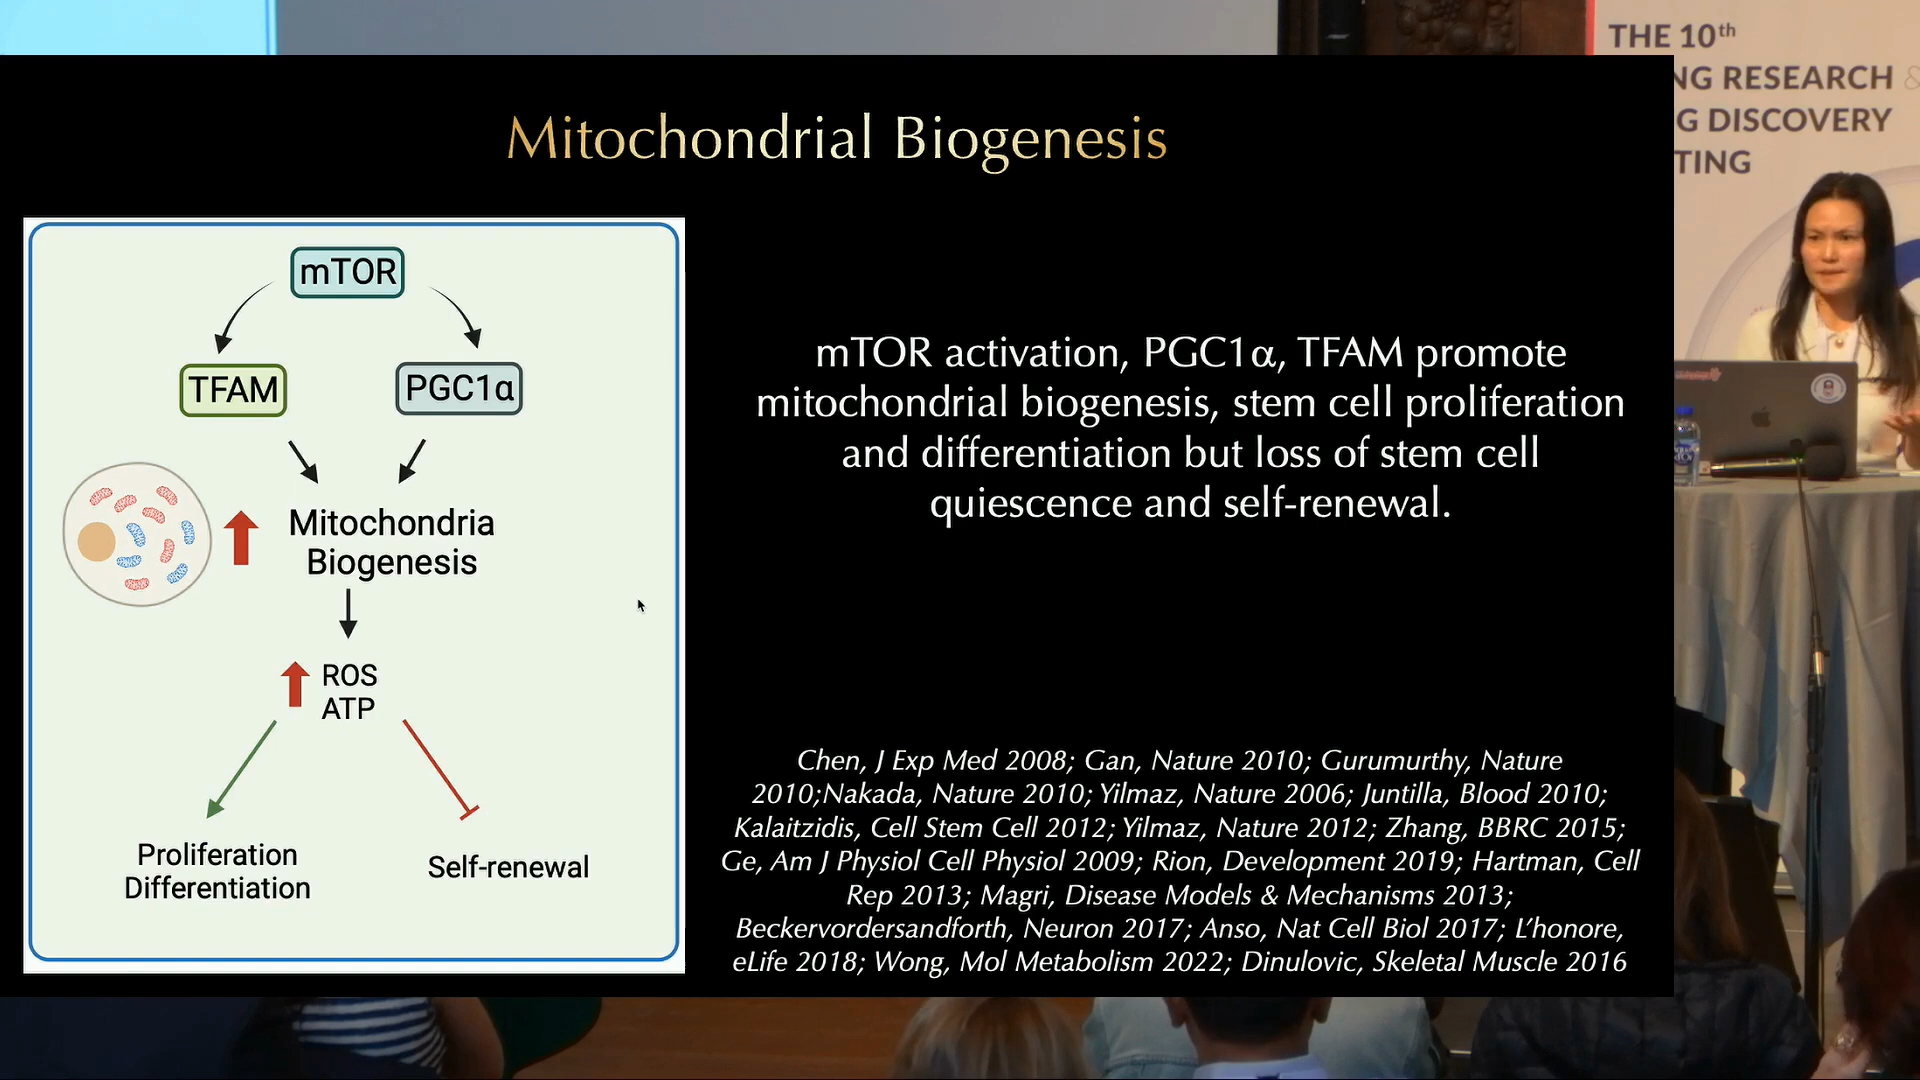 THE 10th
NG RESEARCH &
G DISCOVERY
TING
Mitochondrial Biogenesis
mTOR
TFAM
PGC1α
Mitochondria
Biogenesis
ROS
ATP
Proliferation
Differentiation
Self-renewal
mTOR activation, PGC1α, TFAM promote
mitochondrial biogenesis, stem cell proliferation
and differentiation but loss of stem cell
quiescence and self-renewal.
Chen, J Exp Med 2008; Gan, Nature 2010; Gurumurthy, Nature
2010;Nakada, Nature 2010; Yilmaz, Nature 2006; Juntilla, Blood 2010;
Kalaitzidis, Cell Stem Cell 2012; Yilmaz, Nature 2012; Zhang, BBRC 2015;
Ge, Am J Physiol Cell Physiol 2009; Rion, Development 2019; Hartman, Cell
Rep 2013; Magri, Disease Models & Mechanisms 2013;
Beckervordersandforth, Neuron 2017; Anso, Nat Cell Biol 2017; L’honore,
eLife 2018; Wong, Mol Metabolism 2022; Dinulovic, Skeletal Muscle 2016